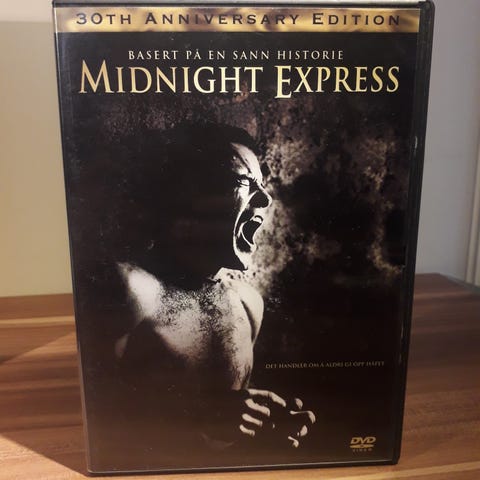 30TH ANNIVERSARY EDITION
BASERT PÅ EN SANN HISTORIE
MIDNIGHT EXPRESS
DET HANDLER OM Å ALDRI GI OPP HÅPET
DVD
VIDEO